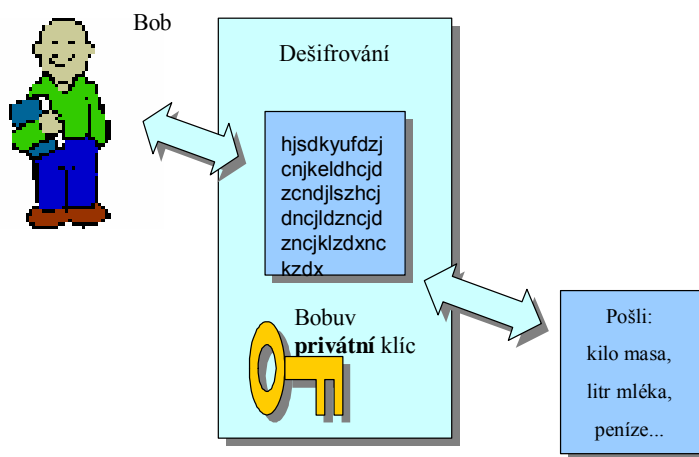 Bob
Dešifrování
hjsdkyufdzj
cnjkeldhcjd
zcndjlszhcj
dncjldzncjd
zncjklzdxnc
kzdx
Bobuv
privátní klíc
Pošli:
kilo masa,
litr mléka,
peníze...